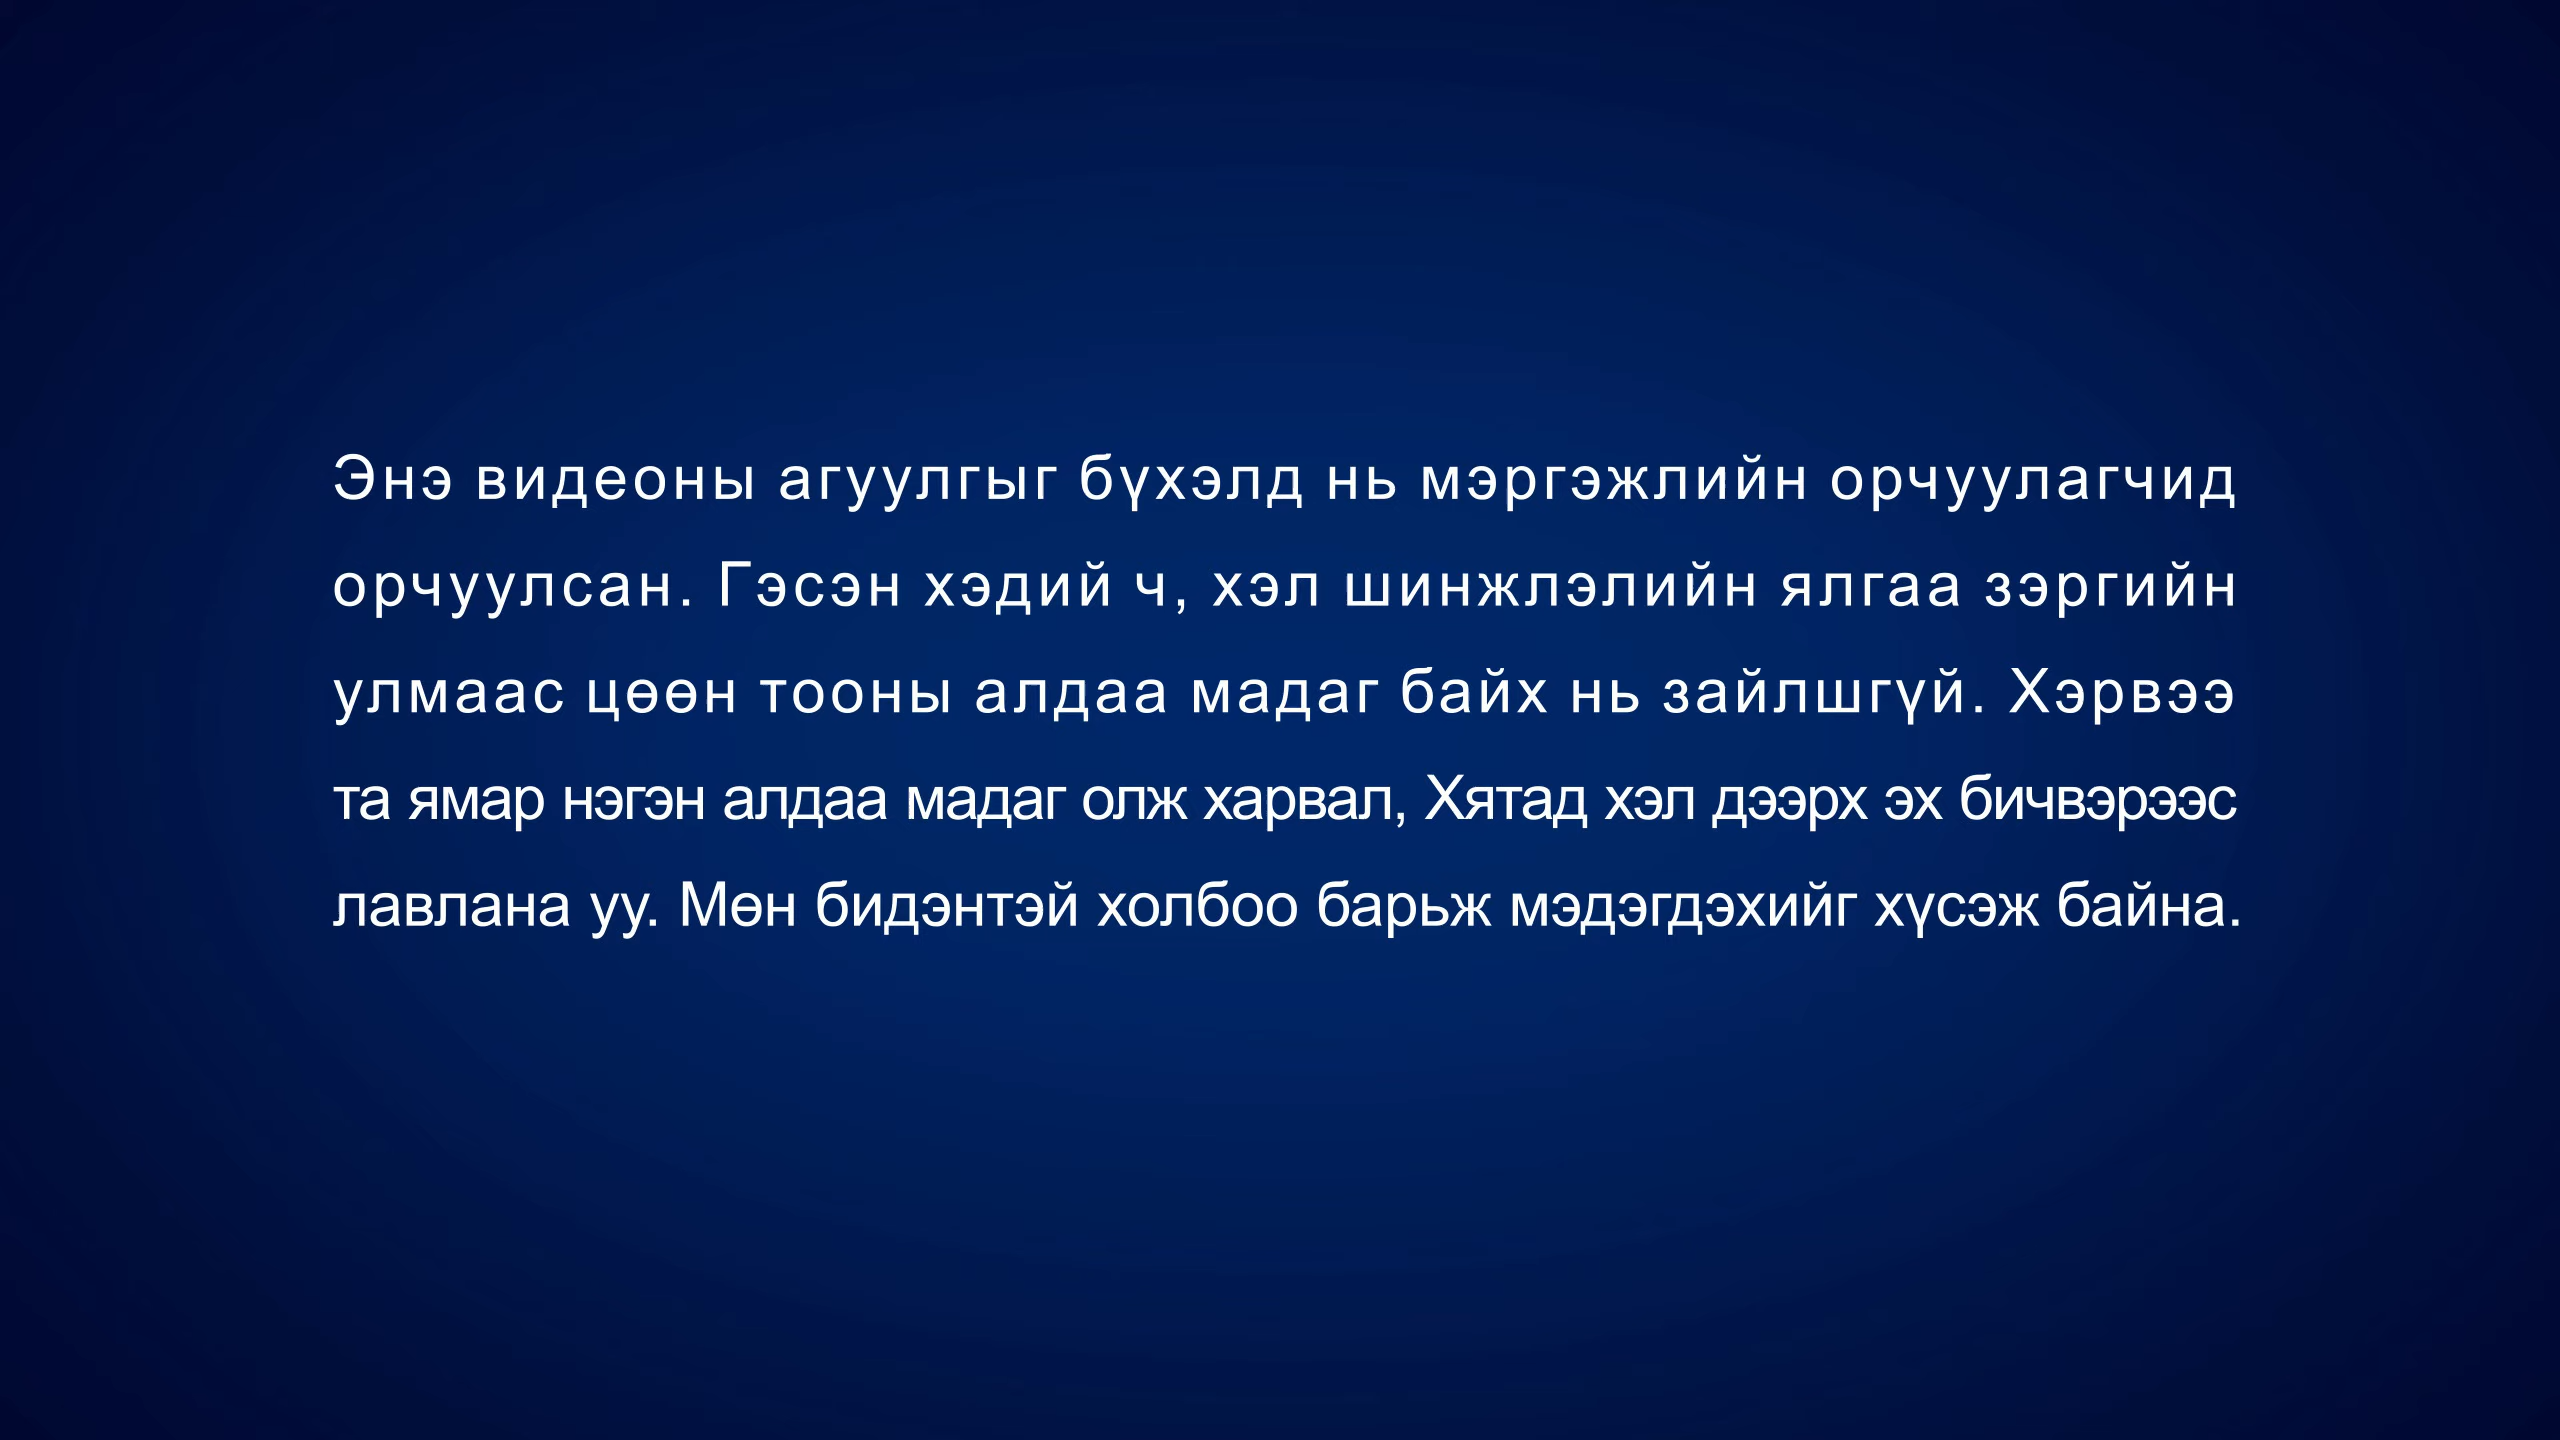 Энэ видеоны агуулгыг бүхэлд нь мэргэжлийн орчуулагчид
орчуулсан. Гэсэн хэдий ч, хэл шинжлэлийн ялгаа зэргийн
улмаас цөөн тооны алдаа мадаг байх нь зайлшгүй. Хэрвээ
та ямар нэгэн алдаа мадаг олж харвал, Хятад хэл дээрх эх бичвэрээс
лавлана уу. Мөн бидэнтэй холбоо барьж мэдэгдэхийг хүсэж байна.